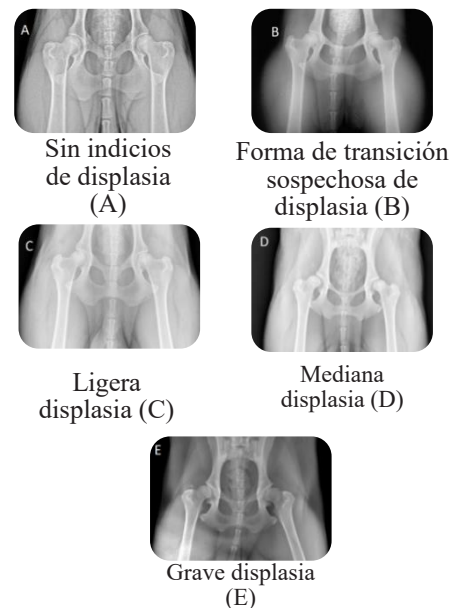 A
B
Sin indicios
de displasia
(A)
Forma de transición
sospechosa de
displasia (B)
C
D
Ligera
displasia (C)
Mediana
displasia (D)
E
Grave displasia
(E)